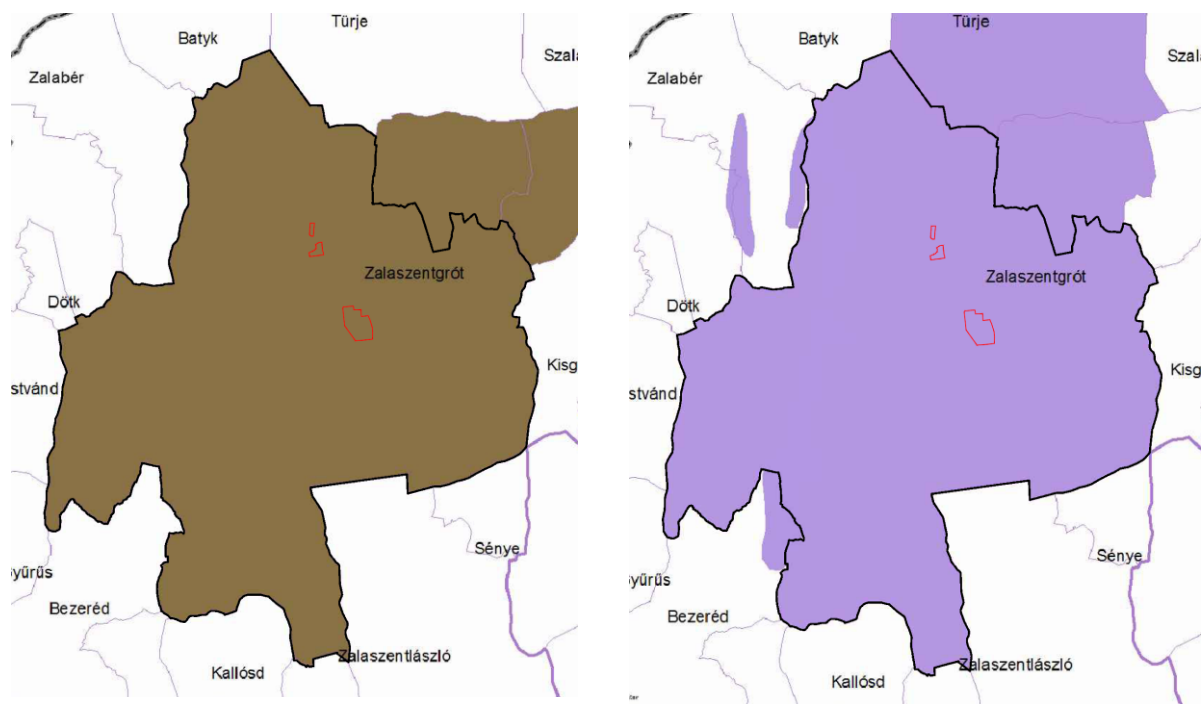 Türje
Batyk
Szala
Zalabér
Zalaszentgrót
Dötk
stvánd
Kisg
Sénye
yűrűs
Bezeréd
Zalaszentlászló
Kallósd
Türje
Batyk
Szala
Zalabér
Zalaszentgrót
Dötk
stvánd
Kisg
Sénye
yűrűs
Bezeréd
Zalaszentlászló
Kallósd